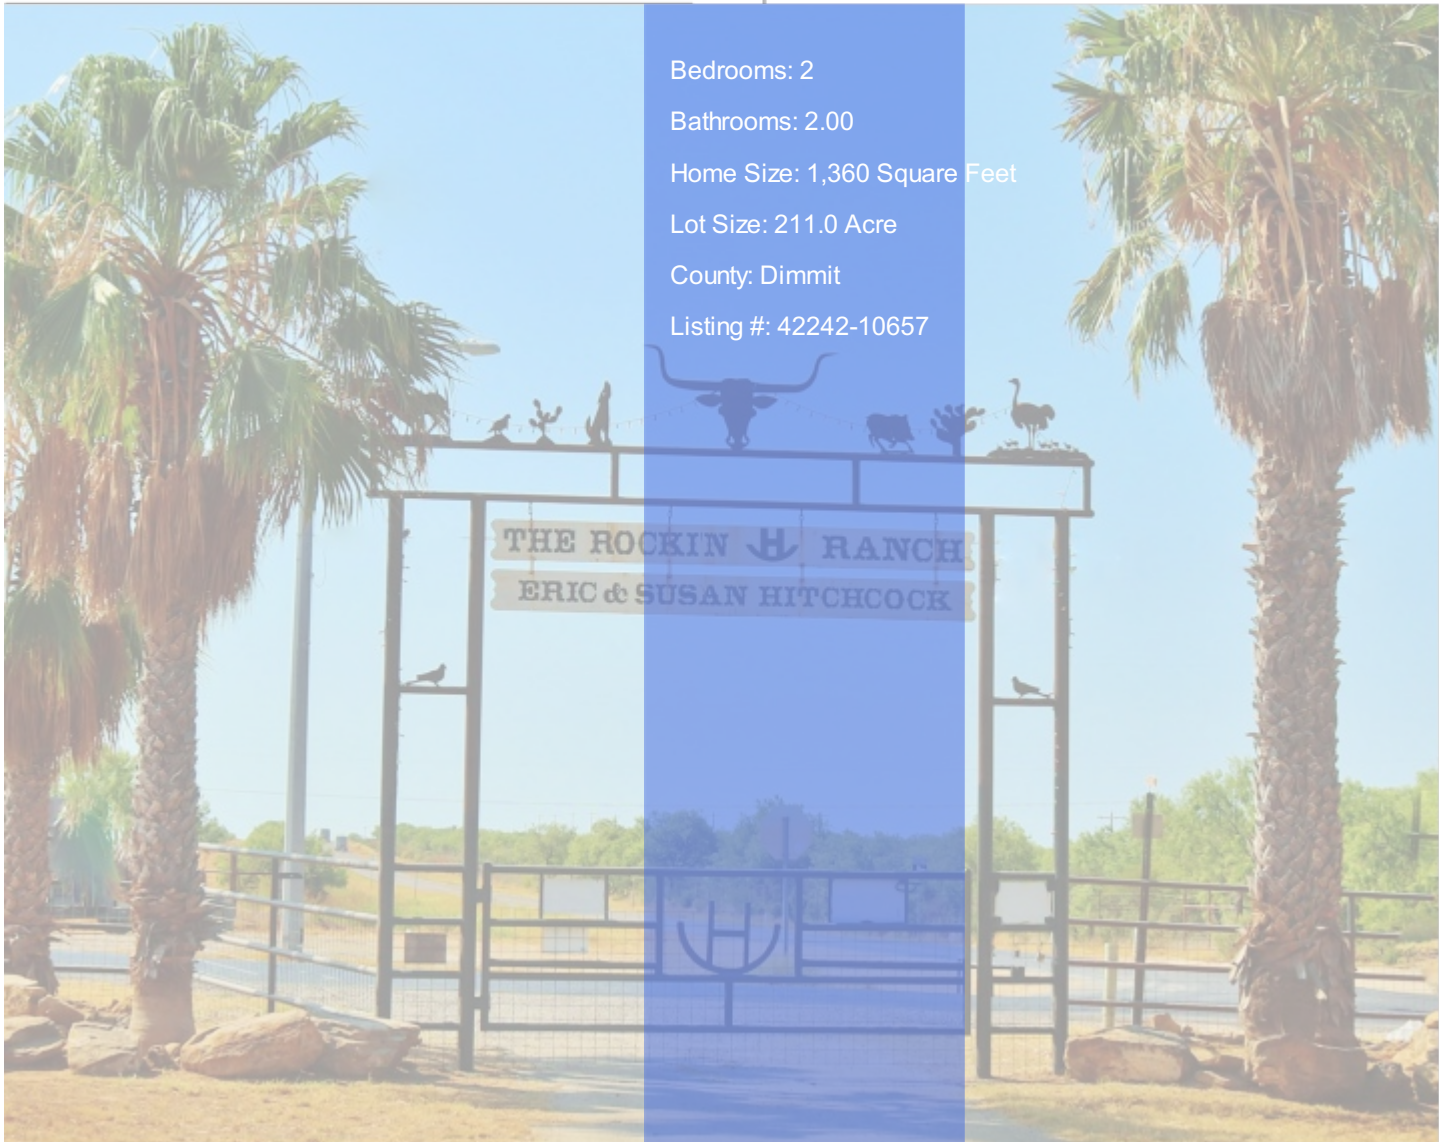 Bedrooms: 2
Bathrooms: 2.00
Home Size: 1,360 Square Feet
Lot Size: 211.0 Acre
County: Dimmit
Listing #: 42242-10657
THE ROCKIN H RANCH
ERIC & SUSAN HITCHCOCK
H